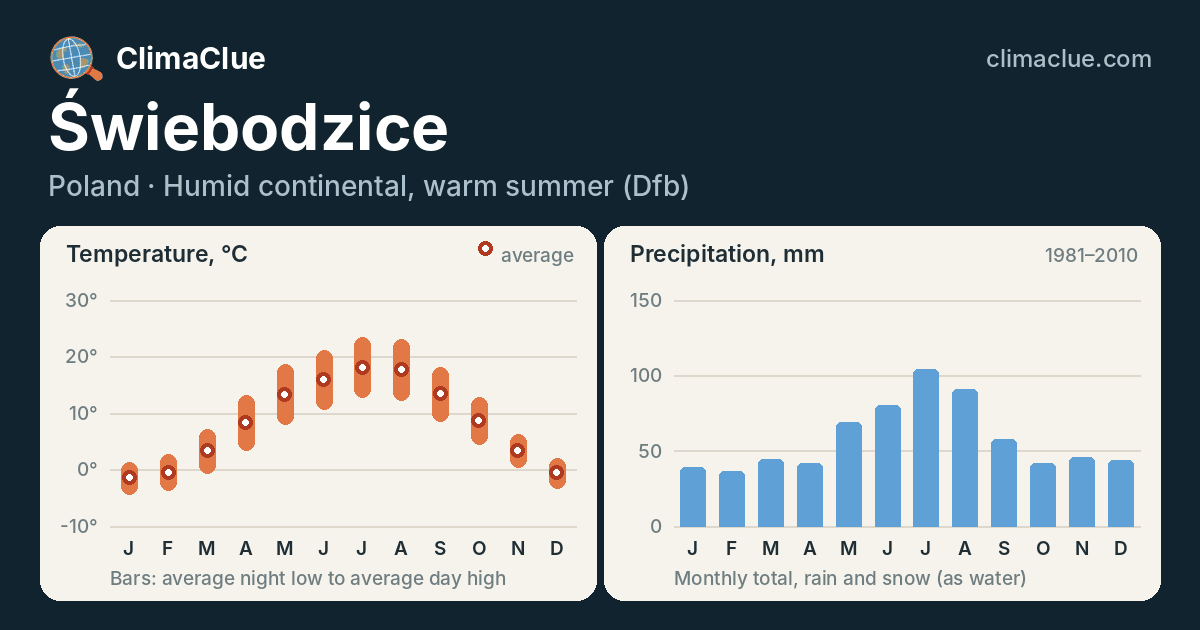 ClimaClue
climaclue.com
Świebodzice
Poland · Humid continental, warm summer (Dfb)
Temperature, °C
average
30°
20°
10°
0°
-10°
J F M A M J J A S O N D
Bars: average night low to average day high
Precipitation, mm
1981–2010
150
100
50
0
J F M A M J J A S O N D
Monthly total, rain and snow (as water)